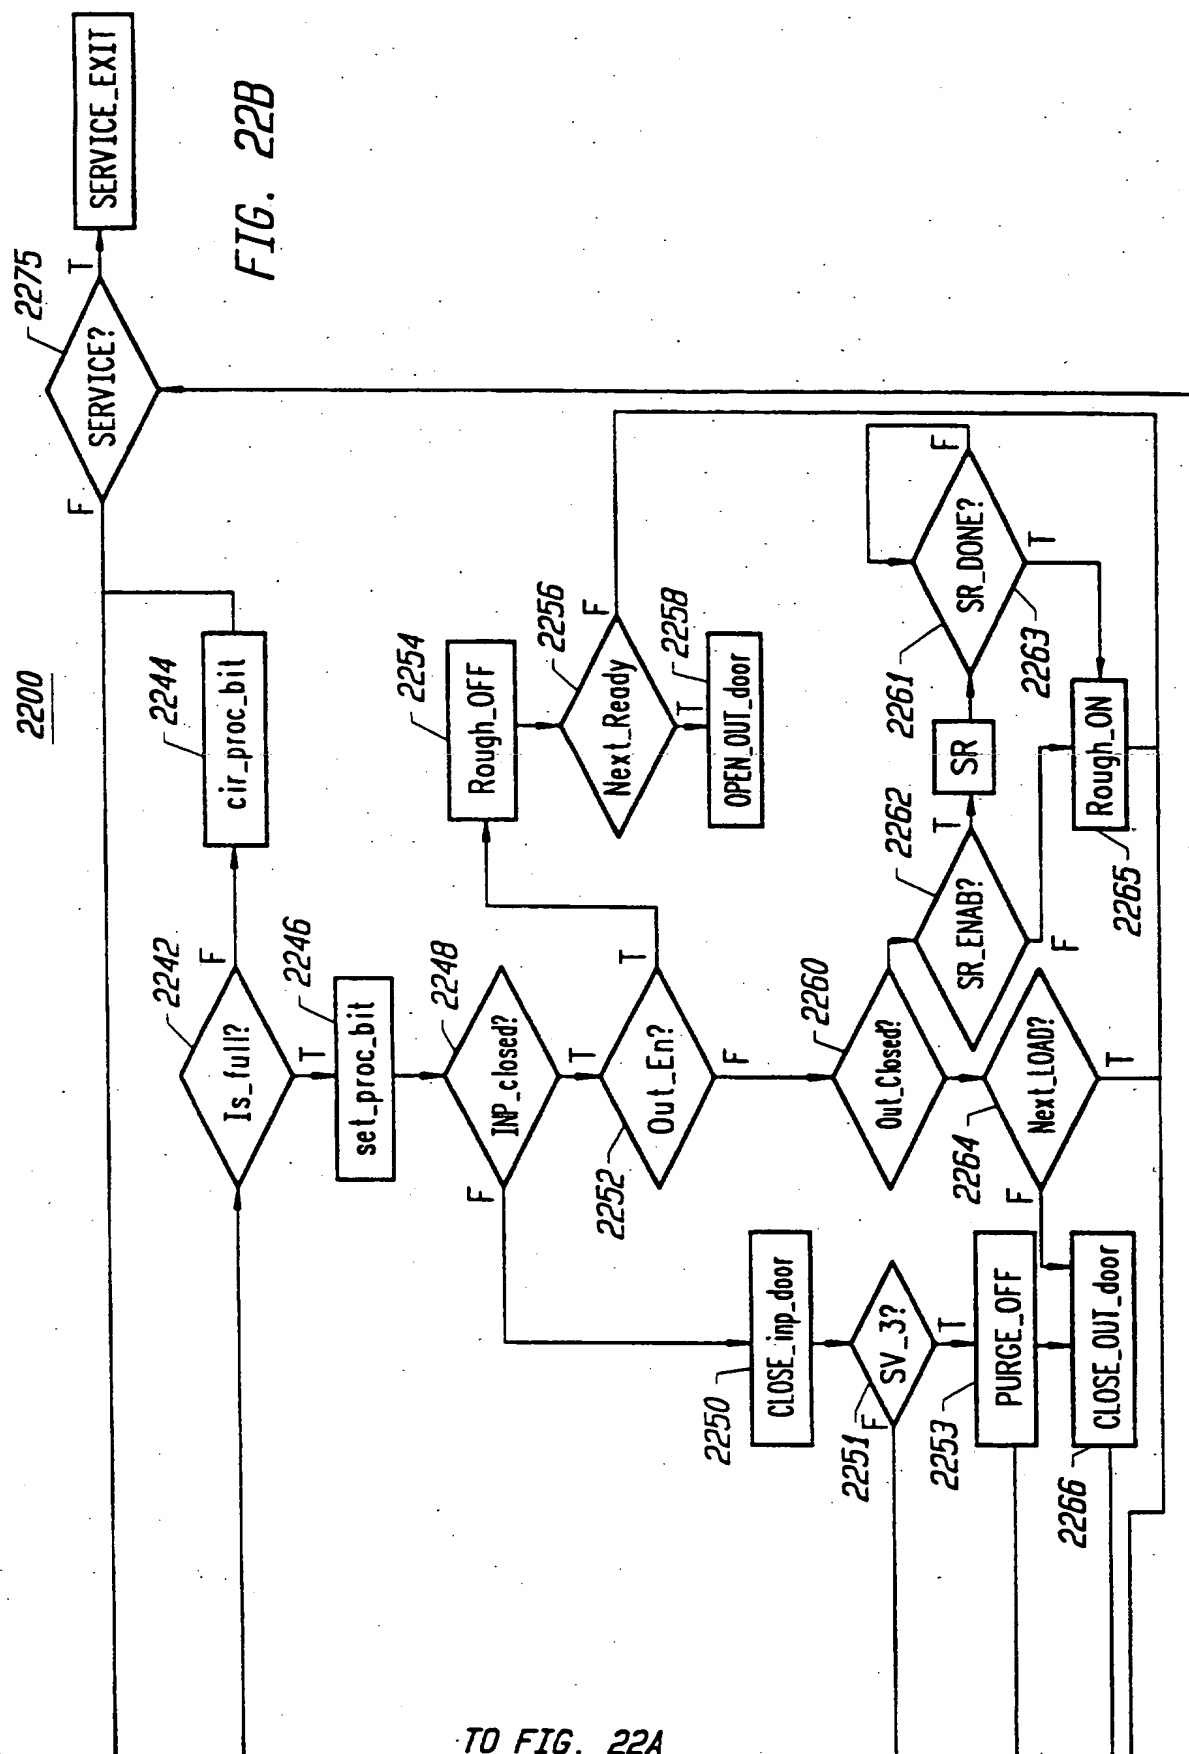 2200
2275
SERVICE?
T
F
SERVICE_EXIT
FIG. 22B
2242
Is_full?
F
T
2244
cir_proc_bit
2246
set_proc_bit
2248
INP_closed?
F
T
2252
Out_En?
T
F
2254
Rough_OFF
2256
Next_Ready
F
T
2258
OPEN_OUT_door
2250
CLOSE_inp_door
2251
SV_3?
F
T
2253
PURGE_OFF
2260
Out_Closed?
2262
SR_ENAB?
T
F
SR
2261
SR_DONE?
F
T
2263
2264
Next_LOAD?
F
T
2265
Rough_ON
2266
CLOSE_OUT_door
TO FIG. 22A